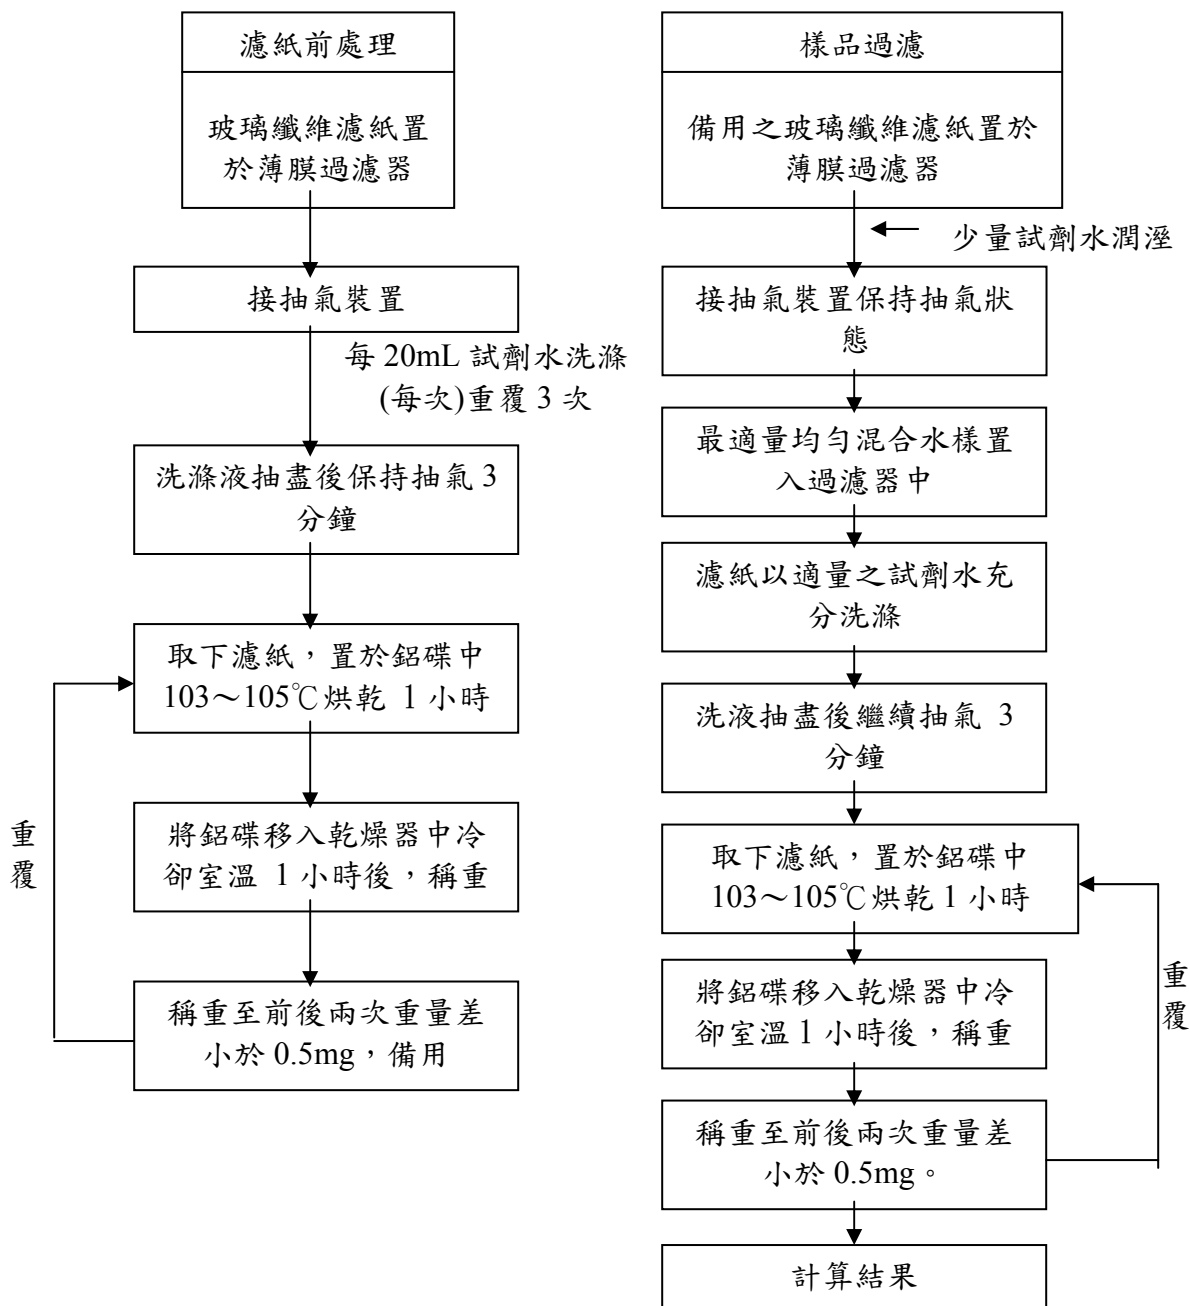 濾紙前處理
玻璃纖維濾紙置
於薄膜過濾器
接抽氣裝置
每 20mL 試劑水洗滌
(每次)重覆 3 次
洗滌液抽盡後保持抽氣 3
分鐘
取下濾紙，置於鋁碟中
103～105℃烘乾 1 小時
將鋁碟移入乾燥器中冷
卻室溫 1 小時後，稱重
稱重至前後兩次重量差
小於 0.5mg，備用
重
覆
樣品過濾
備用之玻璃纖維濾紙置於
薄膜過濾器
少量試劑水潤溼
接抽氣裝置保持抽氣狀
態
最適量均勻混合水樣置
入過濾器中
濾紙以適量之試劑水充
分洗滌
洗液抽盡後繼續抽氣 3
分鐘
取下濾紙，置於鋁碟中
103～105℃烘乾 1 小時
將鋁碟移入乾燥器中冷
卻室溫 1 小時後，稱重
稱重至前後兩次重量差
小於 0.5mg。
重
覆
計算結果